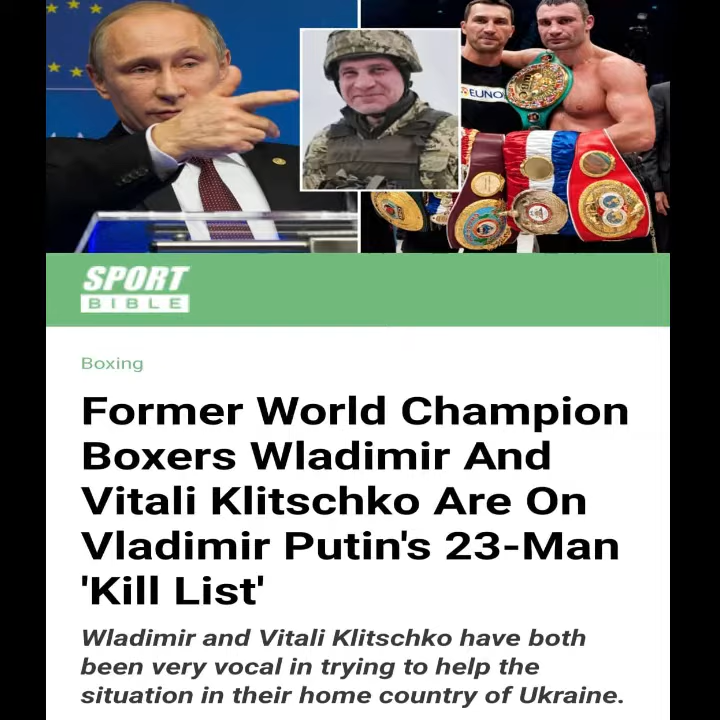 EUNO
SPORT
BIBLE
Boxing
Former World Champion
Boxers Wladimir And
Vitali Klitschko Are On
Vladimir Putin's 23-Man
'Kill List'
Wladimir and Vitali Klitschko have both
been very vocal in trying to help the
situation in their home country of Ukraine.